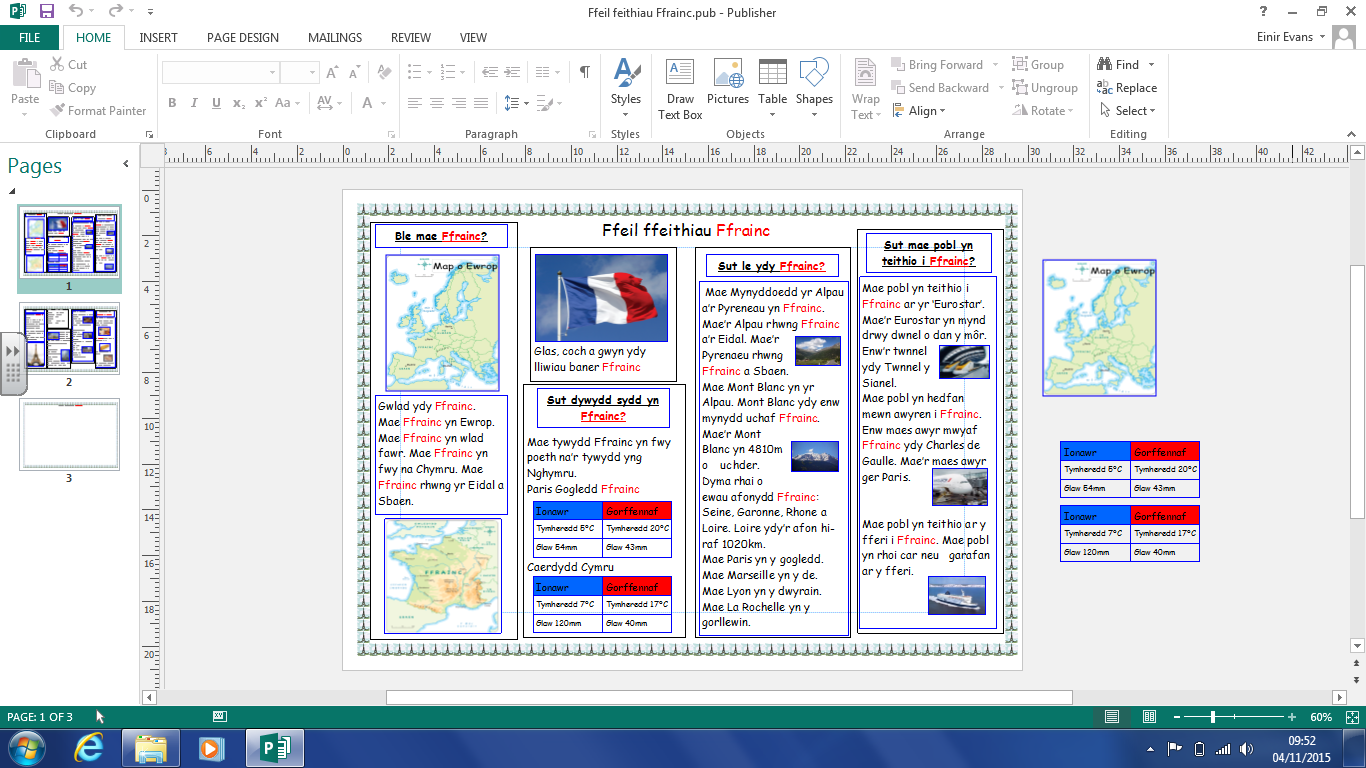 Ffeil feithiau Ffrainc.pub - Publisher
FILE
HOME
INSERT
PAGE DESIGN
MAILINGS
REVIEW
VIEW
Einir Evans
Paste
Cut
Copy
Format Painter
Clipboard
Font
Paragraph
Styles
Styles
Draw
Text Box
Pictures
Table
Shapes
Objects
Wrap
Text
Bring Forward
Send Backward
Align
Group
Ungroup
Rotate
Arrange
Find
Replace
Select
Editing
Pages
1
2
3
Ffeil ffeithiau Ffrainc
Ble mae Ffrainc?
Map o Ewrop
Gwlad ydy Ffrainc.
Mae Ffrainc yn Ewrop.
Mae Ffrainc yn wlad
fawr. Mae Ffrainc yn
fwy na Chymru. Mae
Ffrainc rhwng yr Eidal a
Sbaen.
FFRAINC
Glas, coch a gwyn ydy
lliwiau baner Ffrainc
Sut dywydd sydd yn
Ffrainc?
Mae tywydd Ffrainc yn fwy
poeth na'r tywydd yng
Nghymru.
Paris Gogledd Ffrainc
Ionawr Gorffennaf
Tymheredd 5°C Tymheredd 20°C
Glaw 54mm Glaw 43mm
Caerdydd Cymru
Ionawr Gorffennaf
Tymheredd 7°C Tymheredd 17°C
Glaw 120mm Glaw 40mm
Sut le ydy Ffrainc?
Mae Mynyddoedd yr Alpau
a'r Pyreneau yn Ffrainc.
Mae'r Alpau rhwng Ffrainc
a'r Eidal. Mae'r
Pyrenaeu rhwng
Ffrainc a Sbaen.
Mae Mont Blanc yn yr
Alpau. Mont Blanc ydy enw
mynydd uchaf Ffrainc.
Mae'r Mont
Blanc yn 4810m
o uchder.
Dyma rhai o
ewau afonydd Ffrainc:
Seine, Garonne, Rhone a
Loire. Loire ydy'r afon hi-
raf 1020km.
Mae Paris yn y gogledd.
Mae Marseille yn y de.
Mae Lyon yn y dwyrain.
Mae La Rochelle yn y
gorllewin.
Sut mae pobl yn
teithio i Ffrainc?
Mae pobl yn teithio i
Ffrainc ar yr 'Eurostar'.
Mae'r Eurostar yn mynd
drwy dwnel o dan y môr.
Enw'r twnnel
ydy Twnnel y
Sianel.
Mae pobl yn hedfan
mewn awyren i Ffrainc.
Enw maes awyr mwyaf
Ffrainc ydy Charles de
Gaulle. Mae'r maes awyr
ger Paris.
Mae pobl yn teithio ar y
fferi i Ffrainc. Mae pobl
yn rhoi car neu garafan
ar y fferi.
Map o Ewrop
Ionawr Gorffennaf
Tymheredd 5°C Tymheredd 20°C
Glaw 54mm Glaw 43mm
Ionawr Gorffennaf
Tymheredd 7°C Tymheredd 17°C
Glaw 120mm Glaw 40mm
PAGE: 1 OF 3
60%
09:52
04/11/2015